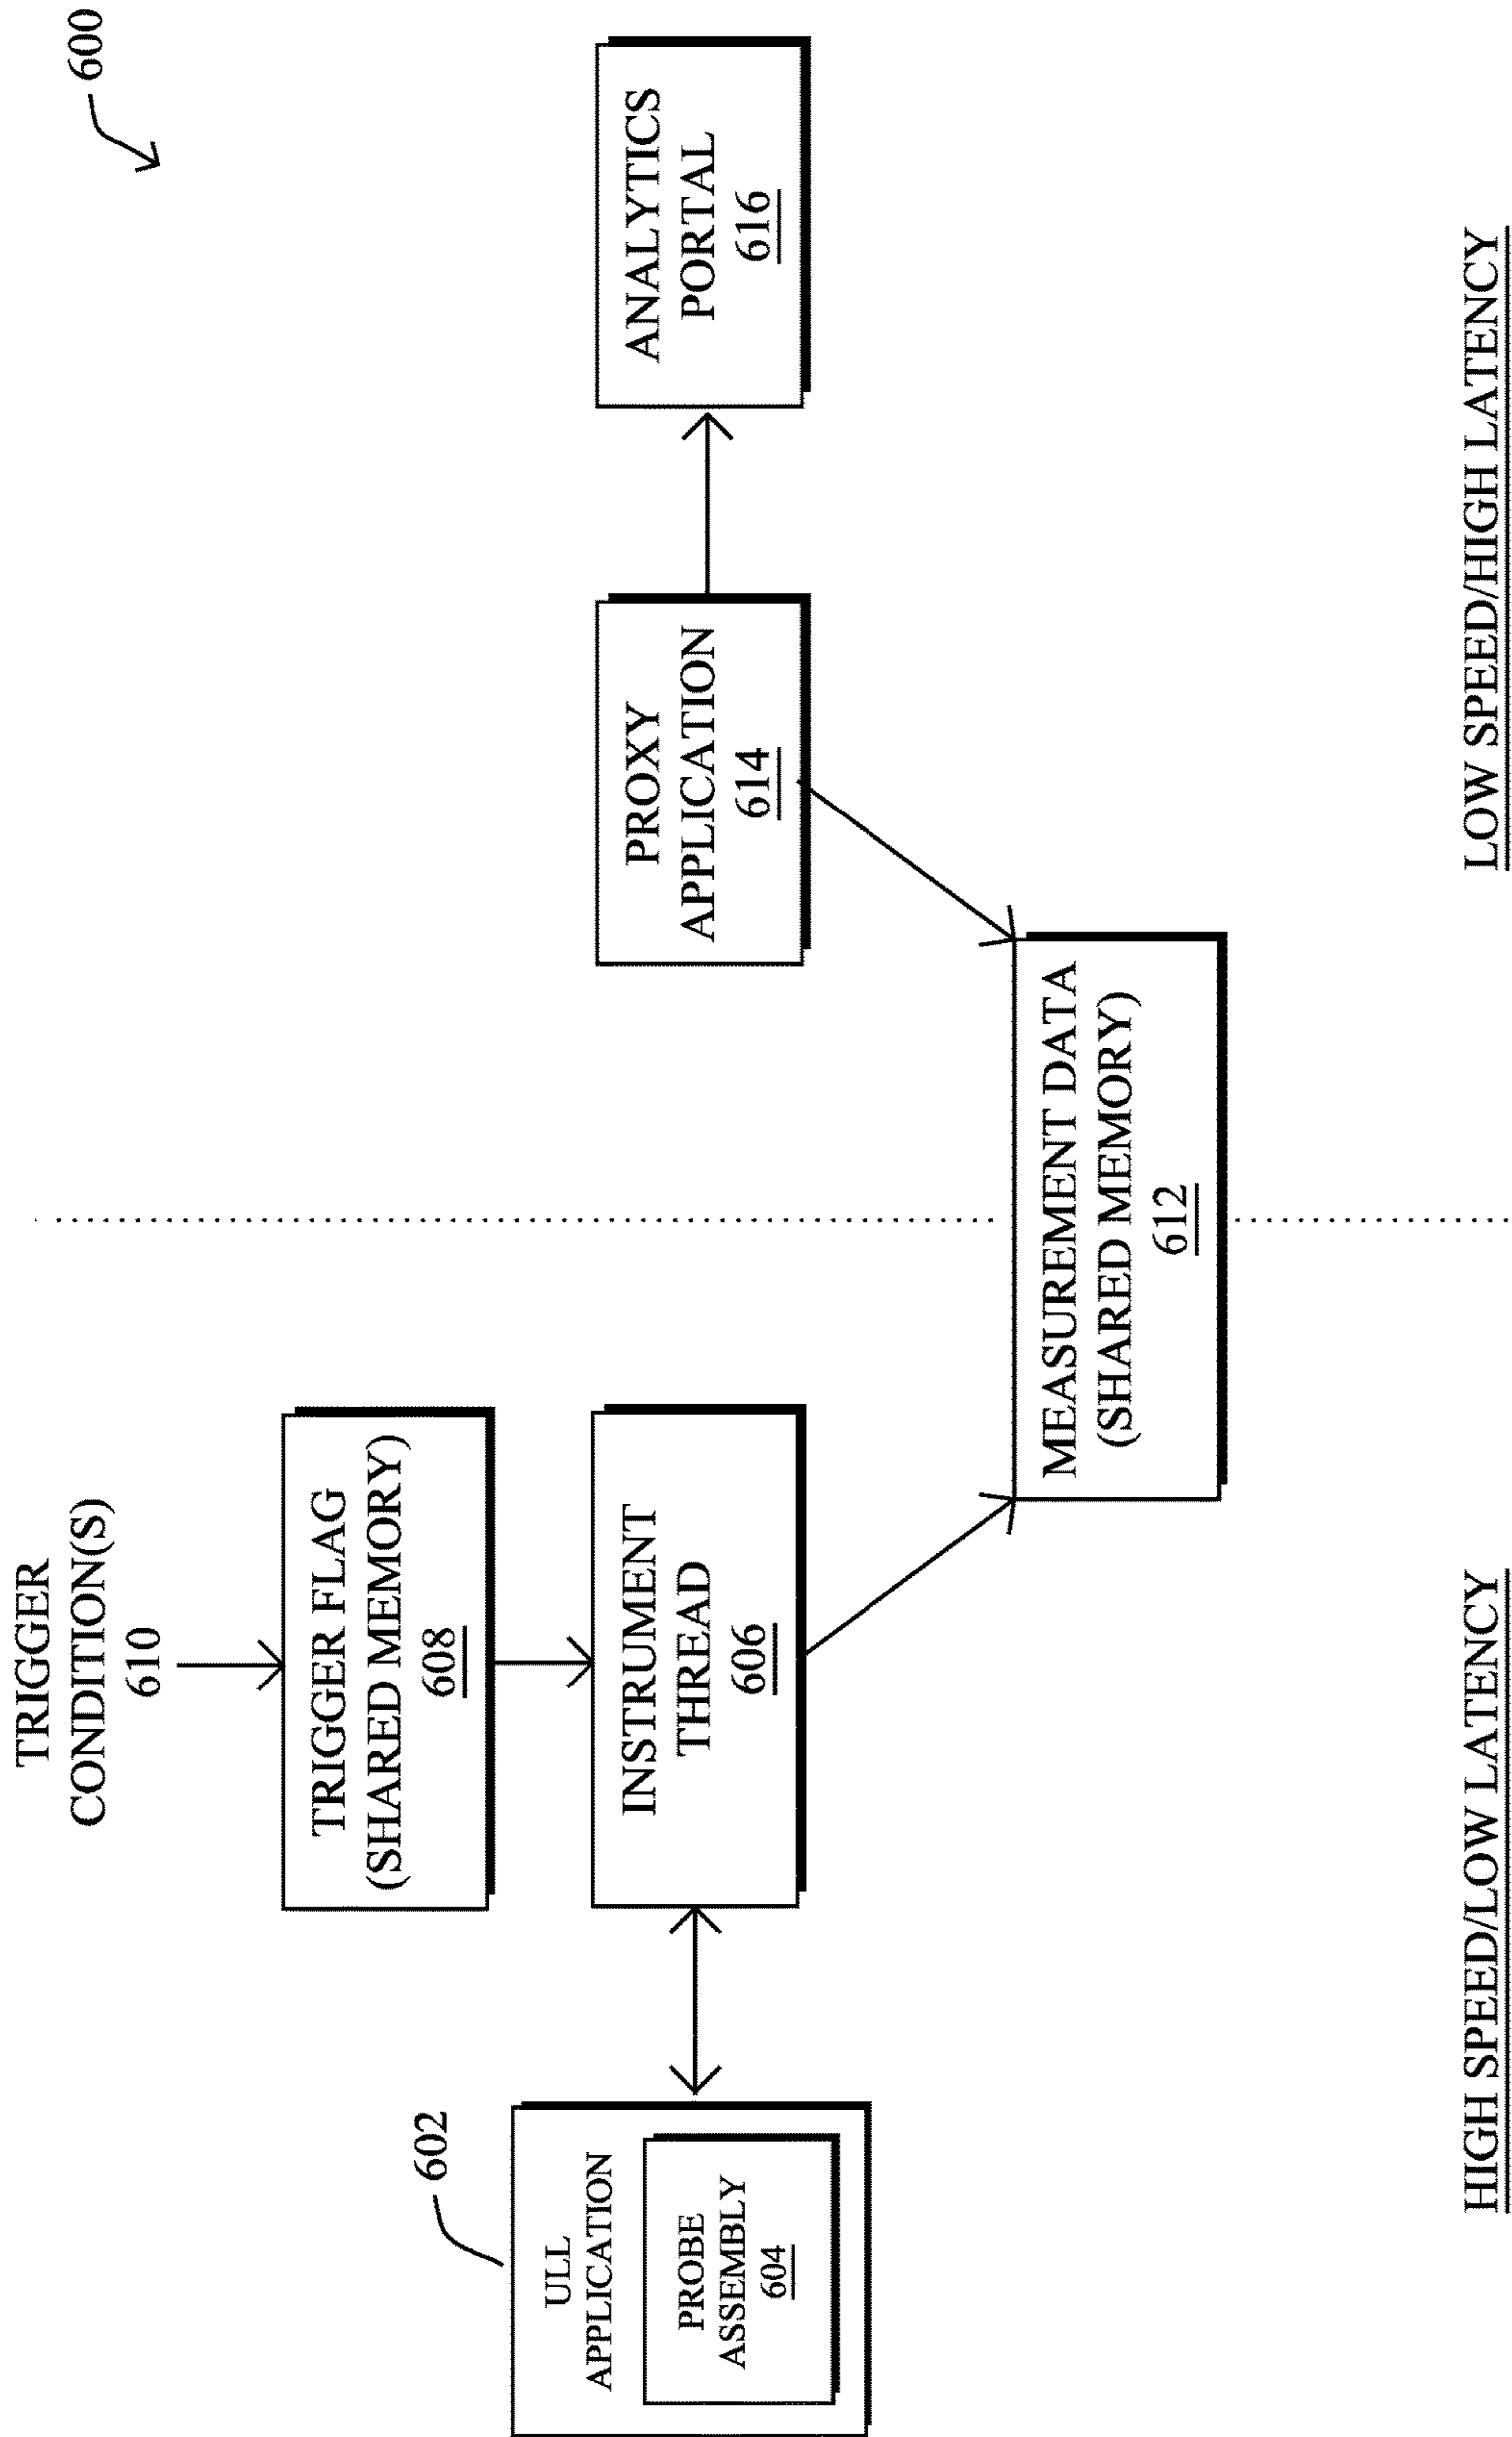 600
TRIGGER
CONDITION(S)
610
TRIGGER FLAG
(SHARED MEMORY)
608
602
ULL
APPLICATION
PROBE
ASSEMBLY
604
INSTRUMENT
THREAD
606
PROXY
APPLICATION
614
ANALYTICS
PORTAL
616
MEASUREMENT DATA
(SHARED MEMORY)
612
HIGH SPEED/LOW LATENCY
LOW SPEED/HIGH LATENCY